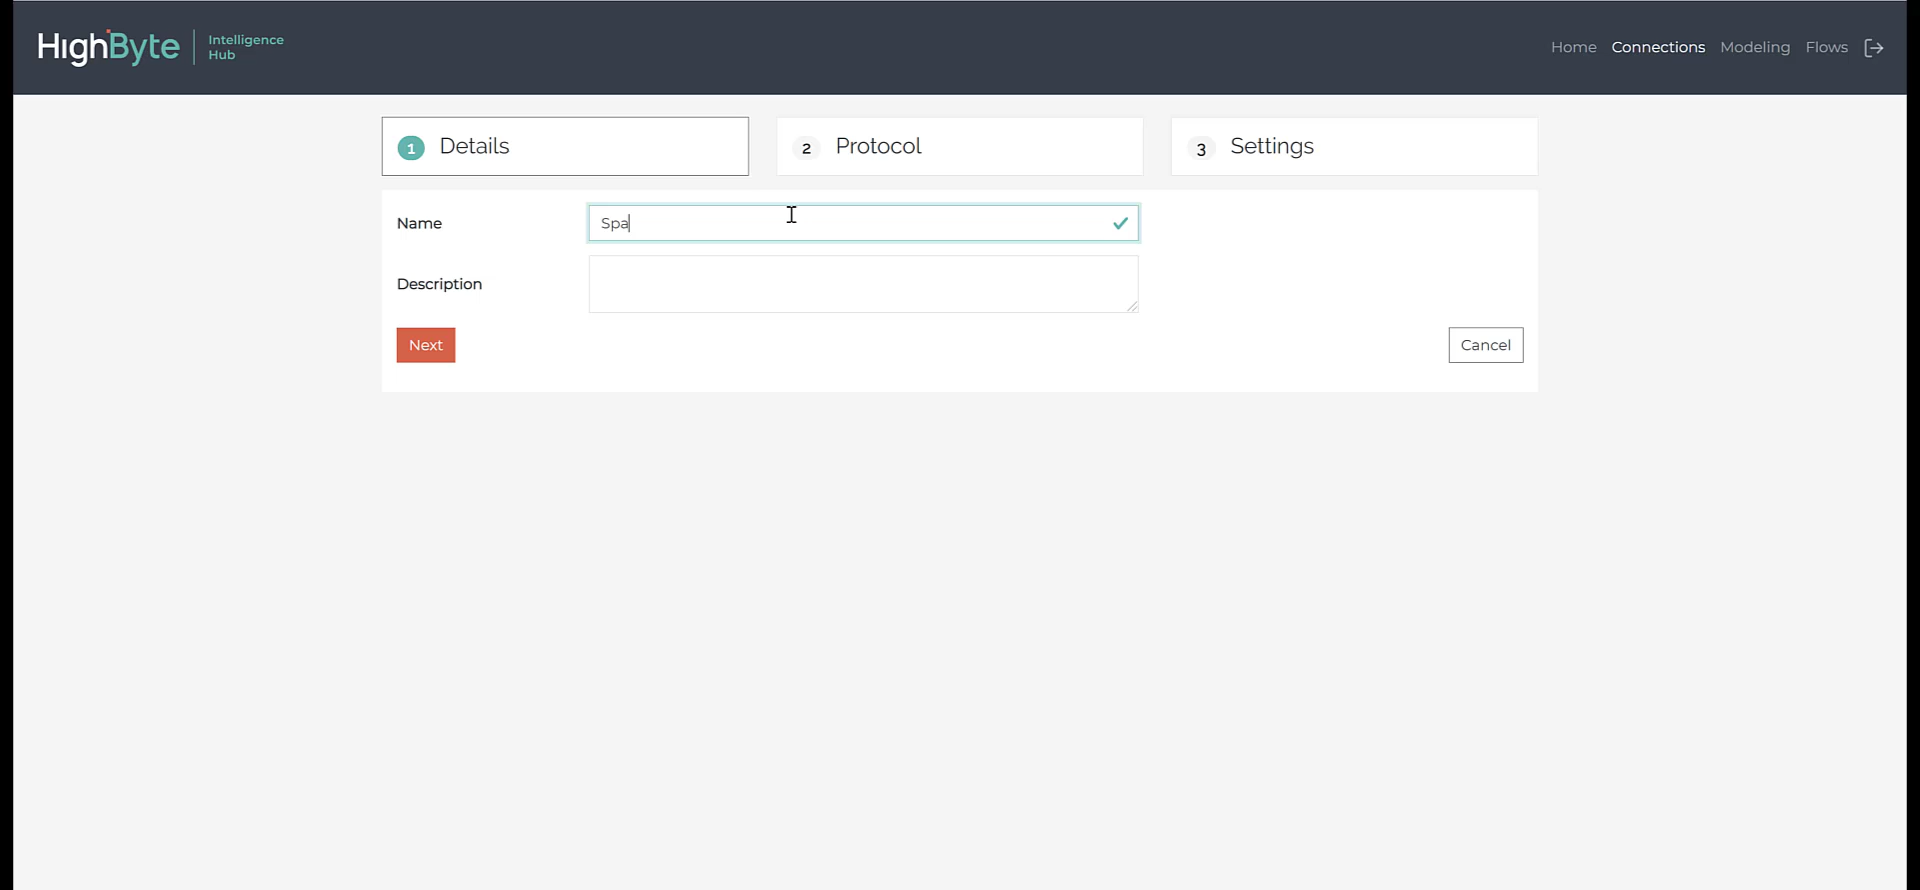 HighByte
Intelligence
Hub
Home Connections Modeling Flows
1 Details
2 Protocol
3 Settings
Name
Spa
Description
Next
Cancel